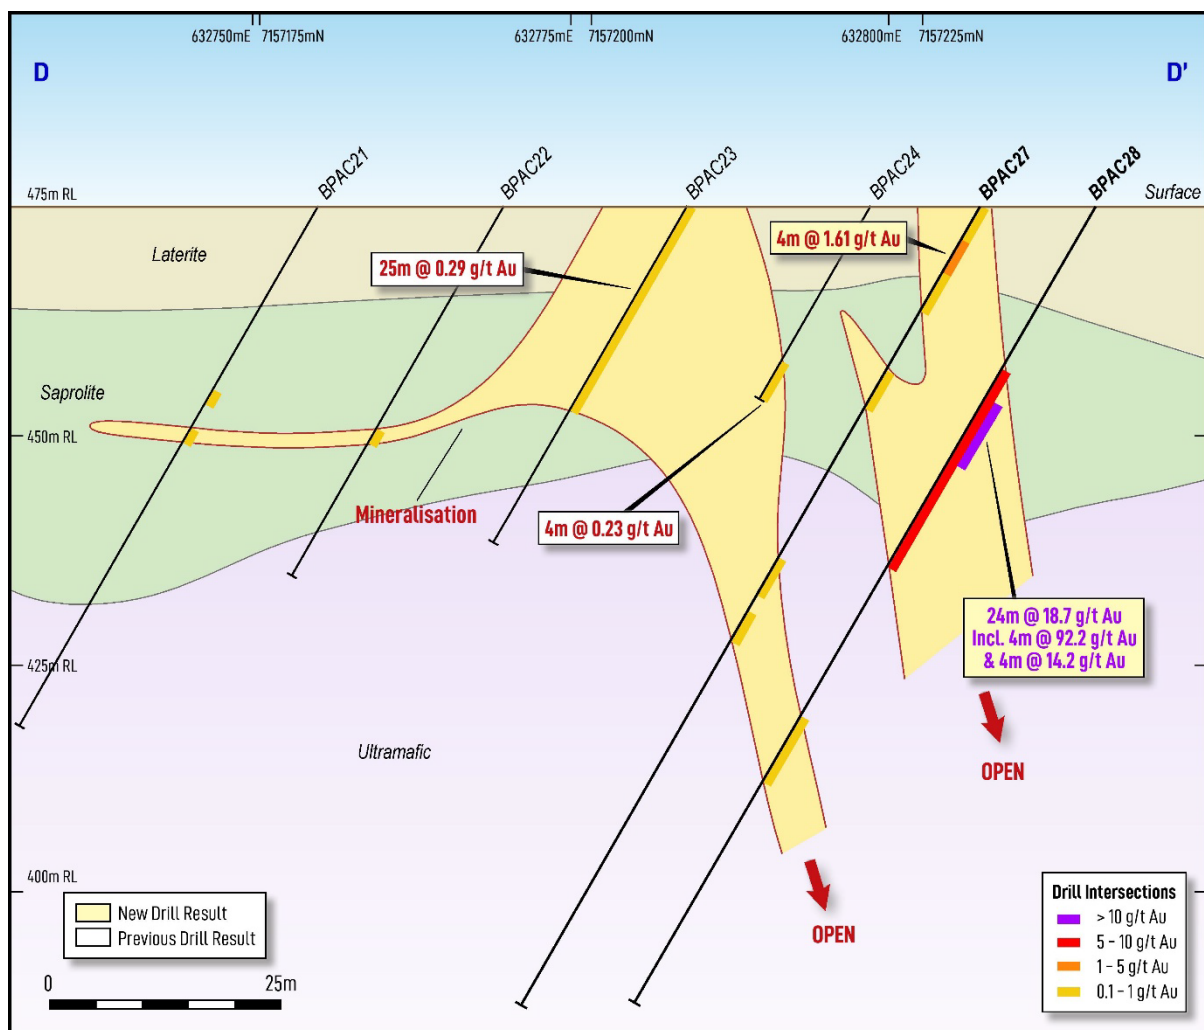 632750mE 7157175mN
632775mE 7157200mN
632800mE 7157225mN
D
D'
BPAC21
BPAC22
BPAC23
BPAC24
BPAC27
BPAC28
475m RL
Surface
Laterite
25m @ 0.29 g/t Au
4m @ 1.61 g/t Au
Saprolite
450m RL
Mineralisation
4m @ 0.23 g/t Au
24m @ 18.7 g/t Au
Incl. 4m @ 92.2 g/t Au
& 4m @ 14.2 g/t Au
425m RL
Ultramafic
OPEN
400m RL
OPEN
New Drill Result
Previous Drill Result
0 25m
Drill Intersections
> 10 g/t Au
5 – 10 g/t Au
1 – 5 g/t Au
0.1 – 1 g/t Au